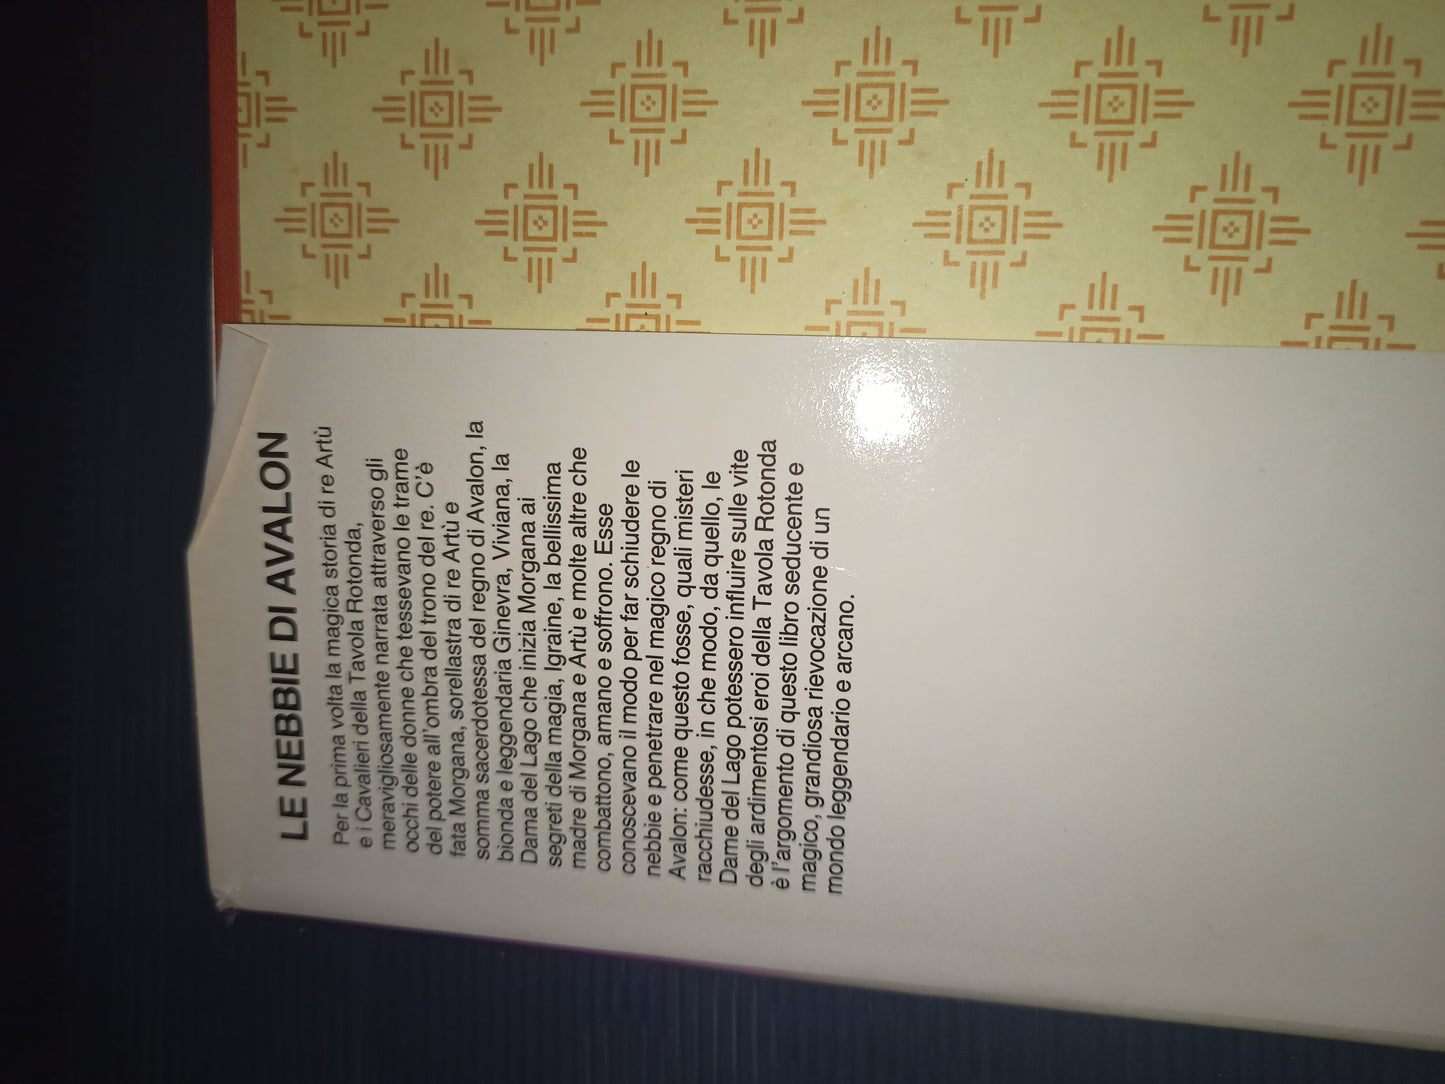 LE NEBBIE DI AVALON
Per la prima volta la magica storia di re Artù
e i Cavalieri della Tavola Rotonda,
meravigliosamente narrata attraverso gli
occhi delle donne che tessevano le trame
del potere all'ombra del trono del re. C'è
fata Morgana, sorellastra di re Artù e
somma sacerdotessa del regno di Avalon, la
bionda e leggendaria Ginevra, Viviana, la
Dama del Lago che inizia Morgana ai
segreti della magia, Igraine, la bellissima
madre di Morgana e Artù e molte altre che
combattono, amano e soffrono. Esse
conoscevano il modo per far schiudere le
nebbie e penetrare nel magico regno di
Avalon: come questo fosse, quali misteri
racchiudesse, in che modo, da quello, le
Dame del Lago potessero influire sulle vite
degli ardimentosi eroi della Tavola Rotonda
è l'argomento di questo libro seducente e
magico, grandiosa rievocazione di un
mondo leggendario e arcano.